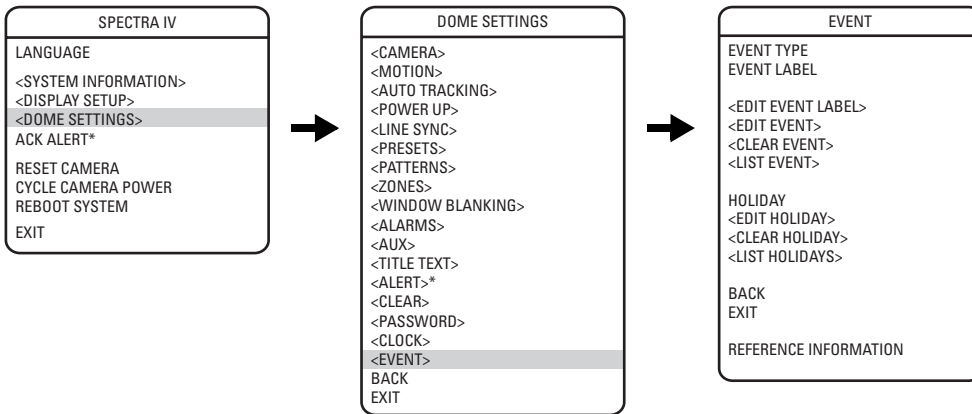 SPECTRA IV
LANGUAGE
<SYSTEM INFORMATION>
<DISPLAY SETUP>
<DOME SETTINGS>
ACK ALERT*
RESET CAMERA
CYCLE CAMERA POWER
REBOOT SYSTEM
EXIT
DOME SETTINGS
<CAMERA>
<MOTION>
<AUTO TRACKING>
<POWER UP>
<LINE SYNC>
<PRESETS>
<PATTERNS>
<ZONES>
<WINDOW BLANKING>
<ALARMS>
<AUX>
<TITLE TEXT>
<ALERT>*
<CLEAR>
<PASSWORD>
<CLOCK>
<EVENT>
BACK
EXIT
EVENT
EVENT TYPE
EVENT LABEL
<EDIT EVENT LABEL>
<EDIT EVENT>
<CLEAR EVENT>
<LIST EVENT>
HOLIDAY
<EDIT HOLIDAY>
<CLEAR HOLIDAY>
<LIST HOLIDAYS>
BACK
EXIT
REFERENCE INFORMATION